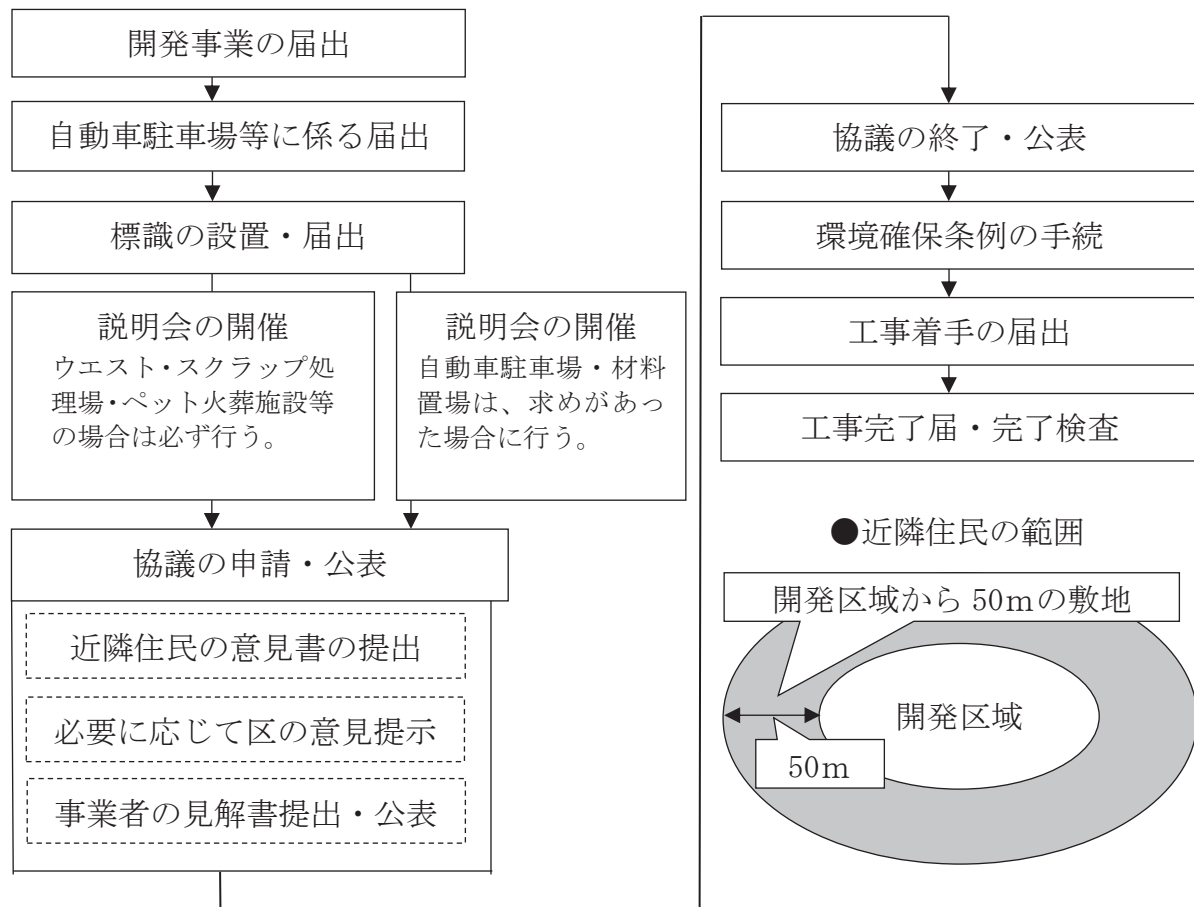 開発事業の届出
自動車駐車場等に係る届出
標識の設置・届出
説明会の開催
ウエスト・スクラップ処
理場・ペット火葬施設等
の場合は必ず行う。
説明会の開催
自動車駐車場・材料
置場は、求めがあっ
た場合に行う。
協議の申請・公表
近隣住民の意見書の提出
必要に応じて区の意見提示
事業者の見解書提出・公表
協議の終了・公表
環境確保条例の手続
工事着手の届出
工事完了届・完了検査
●近隣住民の範囲
開発区域から 50mの敷地
開発区域
50m